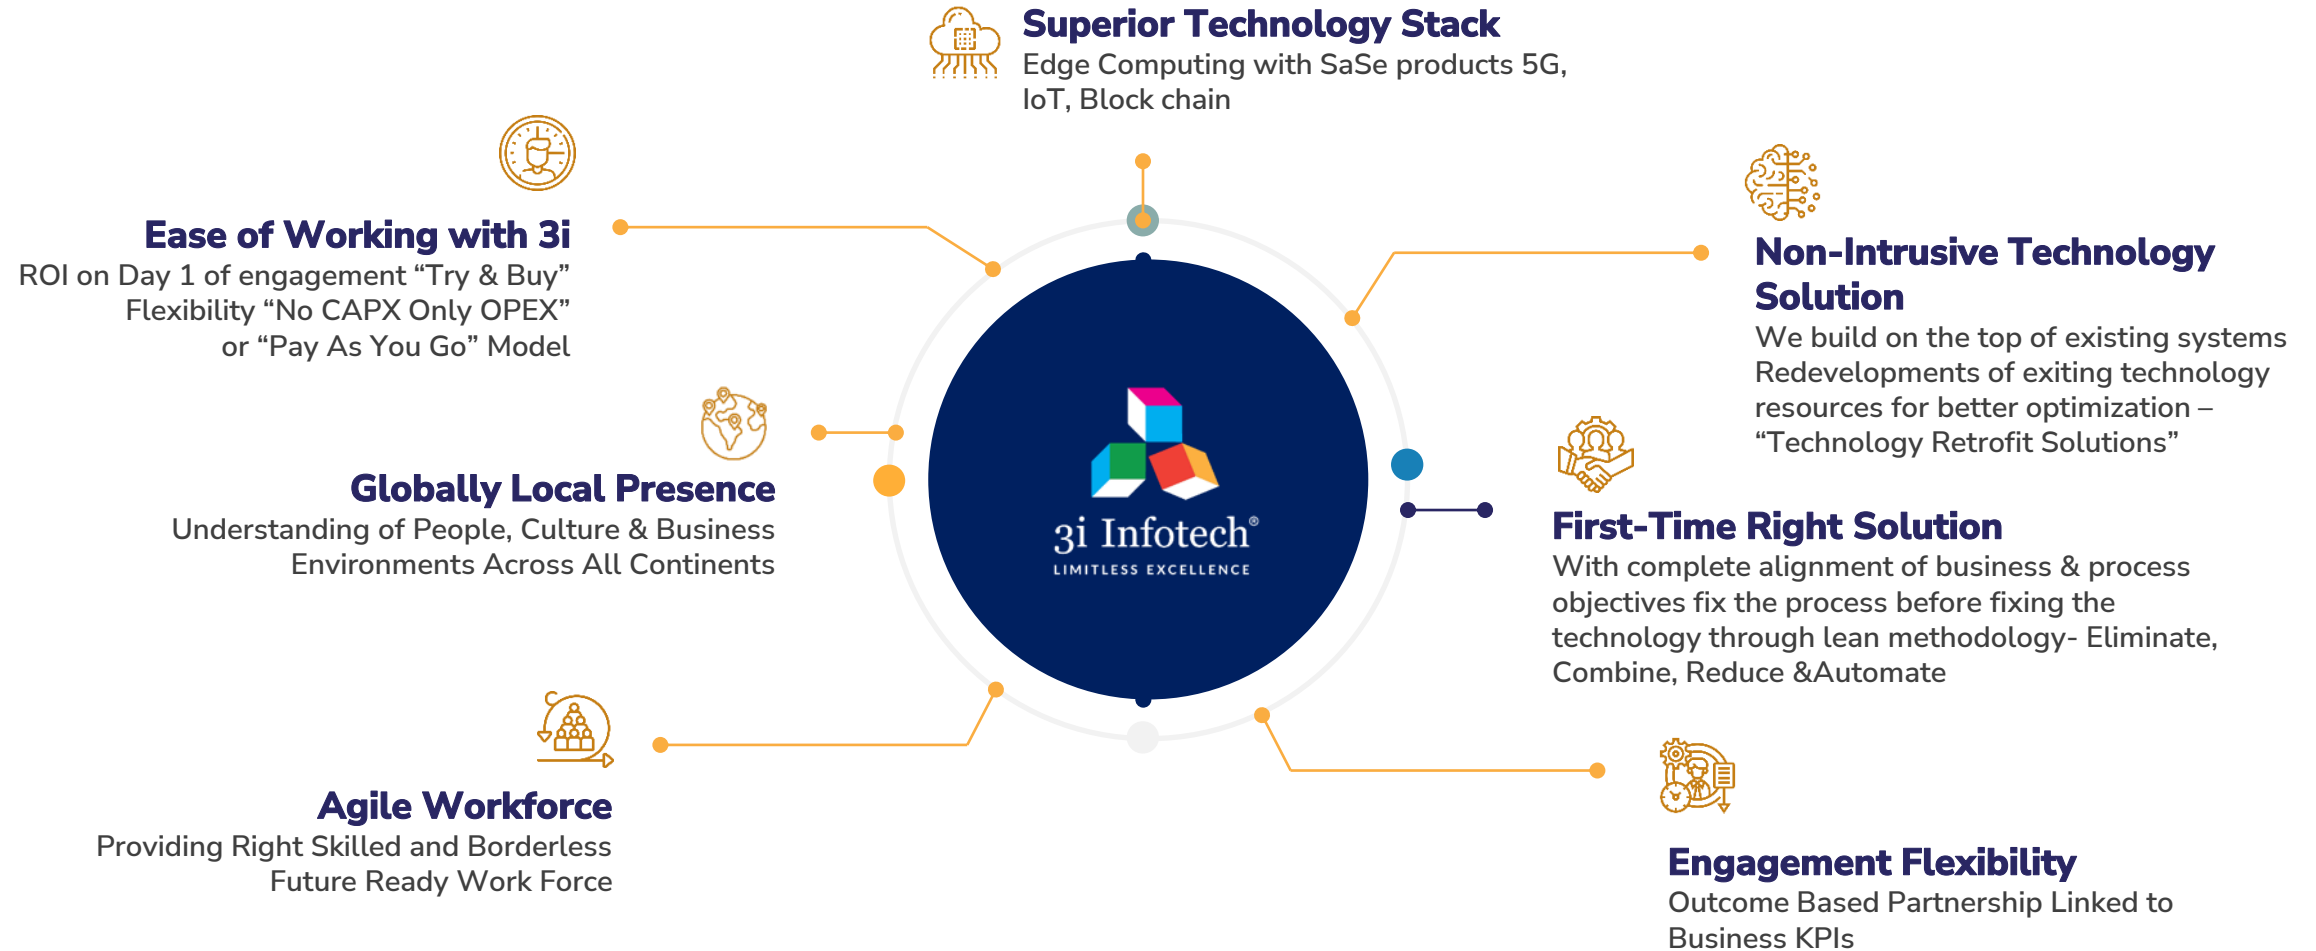 Superior Technology Stack
Edge Computing with SaSe products 5G,
IoT, Block chain
Ease of Working with 3i
ROI on Day 1 of engagement “Try & Buy”
Flexibility “No CAPX Only OPEX”
or “Pay As You Go” Model
Non-Intrusive Technology
Solution
We build on the top of existing systems
Redevelopments of exiting technology
resources for better optimization –
“Technology Retrofit Solutions”
Globally Local Presence
Understanding of People, Culture & Business
Environments Across All Continents
3i Infotech®
LIMITLESS EXCELLENCE
First-Time Right Solution
With complete alignment of business & process
objectives fix the process before fixing the
technology through lean methodology- Eliminate,
Combine, Reduce &Automate
Agile Workforce
Providing Right Skilled and Borderless
Future Ready Work Force
Engagement Flexibility
Outcome Based Partnership Linked to
Business KPIs